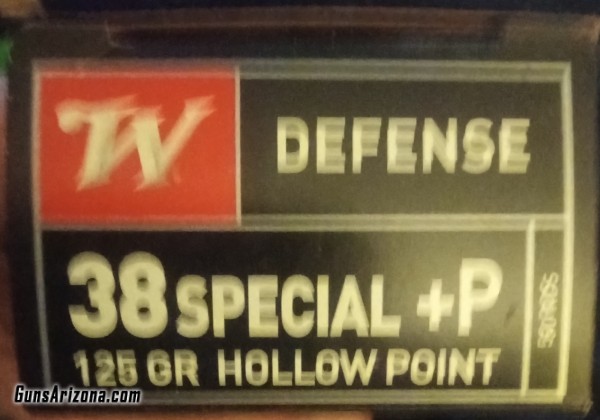 W
DEFENSE
38 SPECIAL +P
125 GR HOLLOW POINT
GunsArizona.com